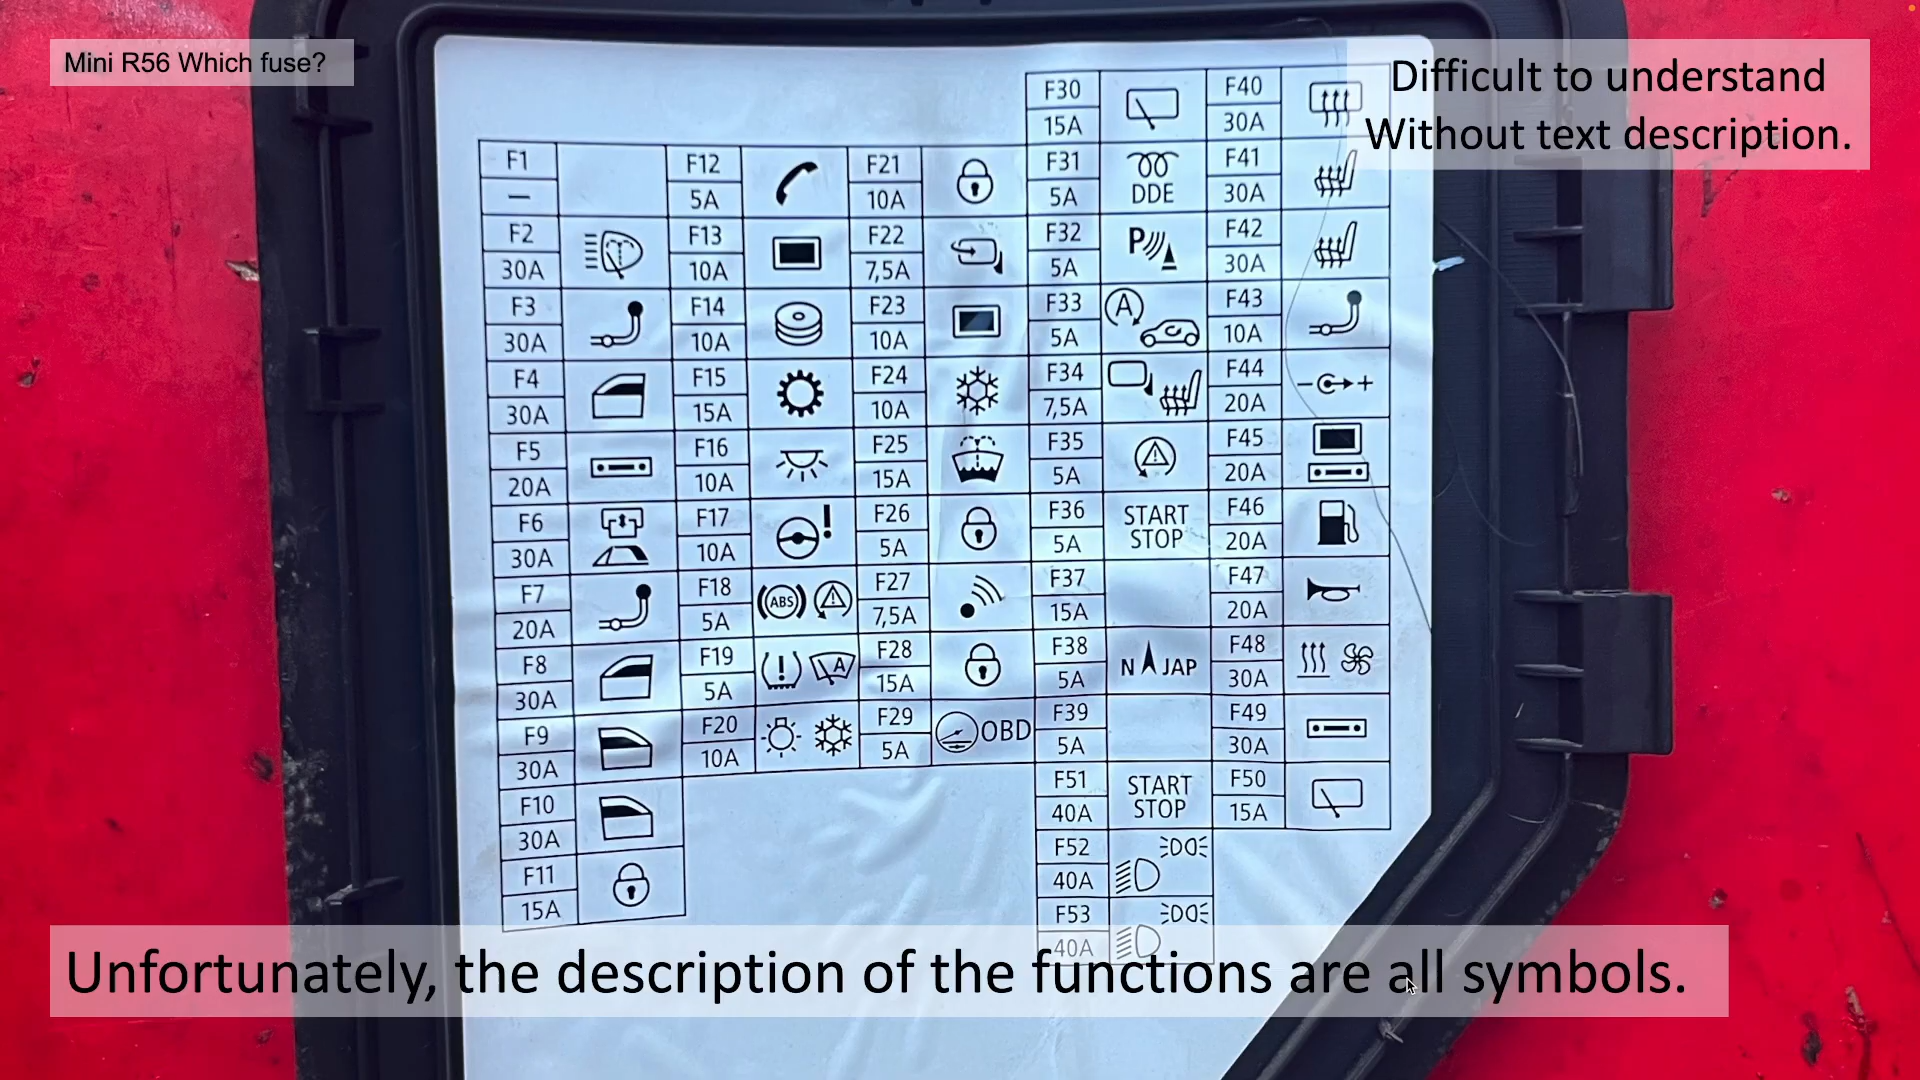 Mini R56 Which fuse?
Difficult to understand
Without text description.
F1
—
F2
30A
F3
30A
F4
30A
F5
20A
F6
30A
F7
20A
F8
30A
F9
30A
F10
30A
F11
15A
F12
5A
F13
10A
F14
10A
F15
15A
F16
10A
F17
10A
F18
5A
ABS
F19
5A
A
F20
10A
F21
10A
F22
7,5A
F23
10A
F24
10A
F25
15A
F26
5A
F27
7,5A
F28
15A
F29
5A
OBD
F30
15A
F31
5A
DDE
F32
5A
P
F33
5A
A
F34
7,5A
F35
5A
F36
5A
START
STOP
F37
15A
F38
5A
N JAP
F39
5A
F51
40A
START
STOP
F52
40A
F53
40A
F40
30A
F41
30A
F42
30A
F43
10A
F44
20A
- +
F45
20A
F46
20A
F47
20A
F48
30A
F49
30A
F50
15A
Unfortunately, the description of the functions are all symbols.